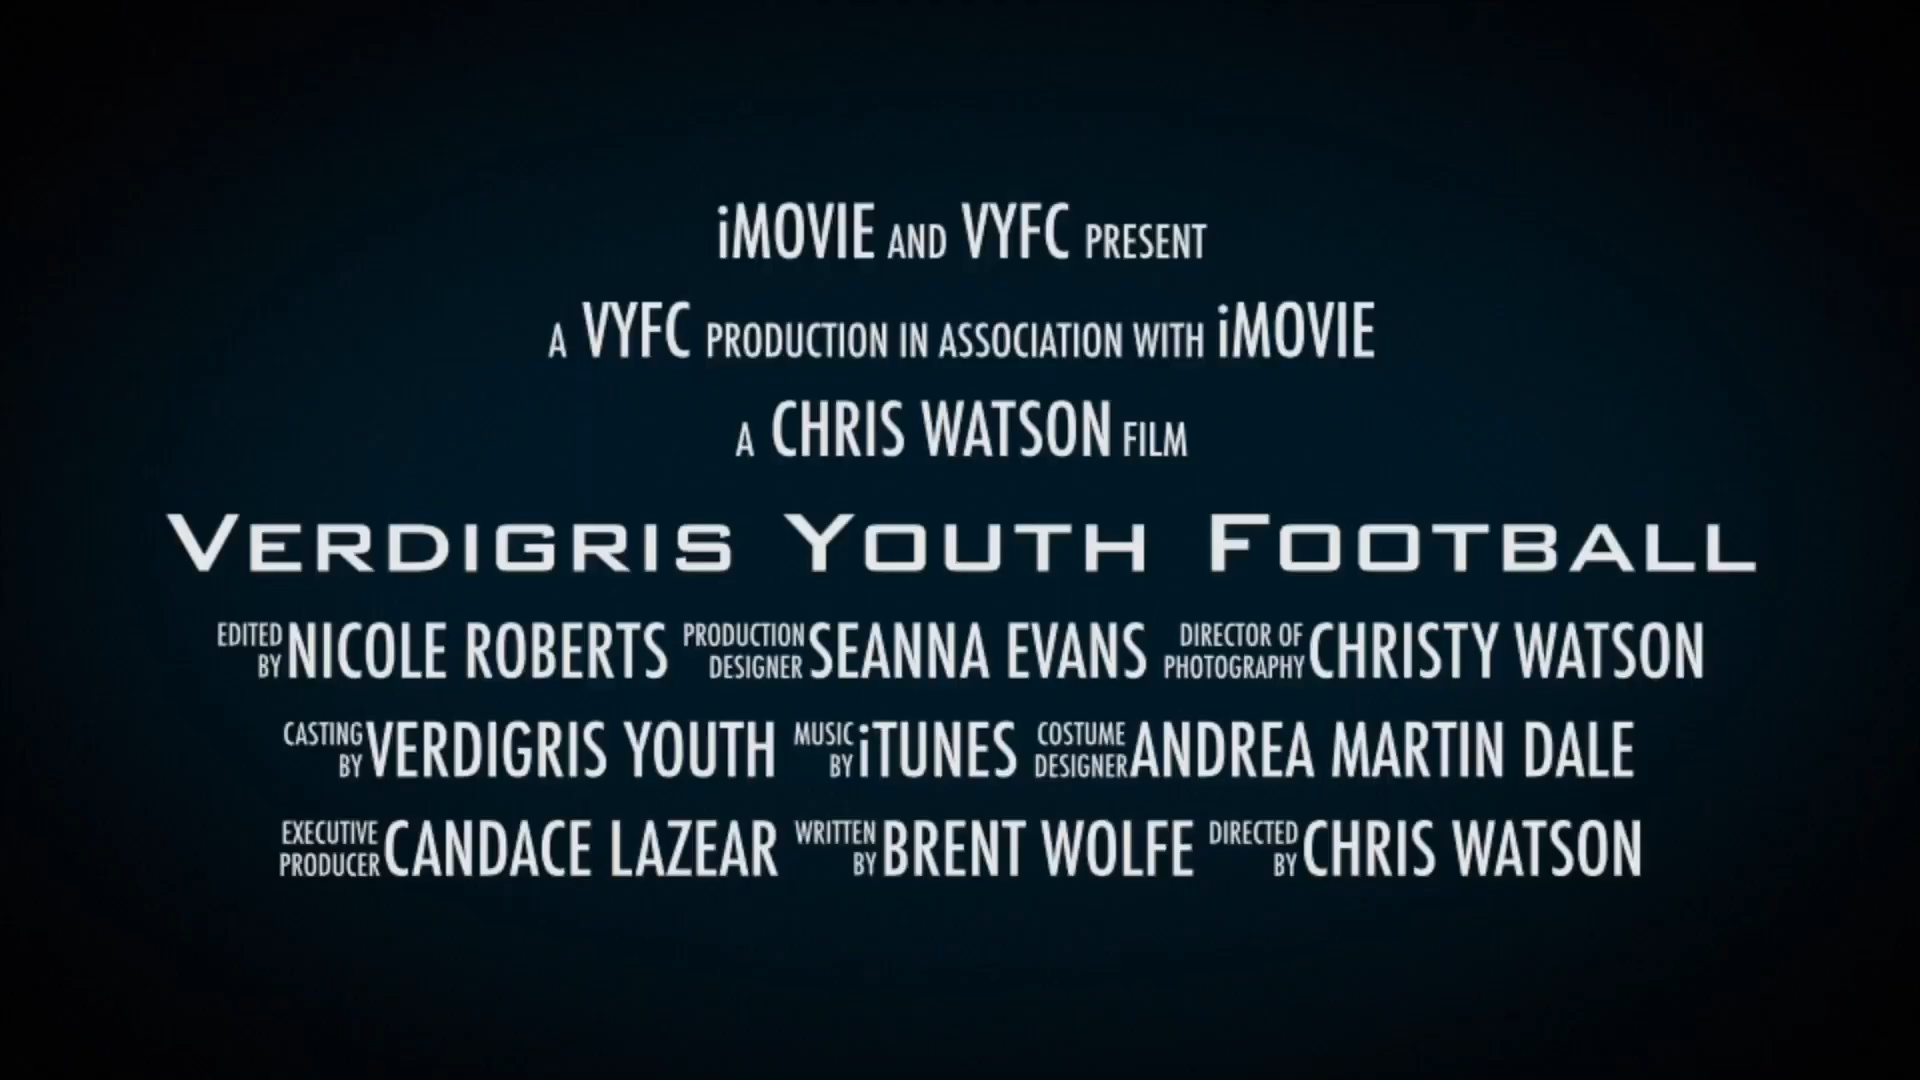 iMOVIE AND VYFC PRESENT
A VYFC PRODUCTION IN ASSOCIATION WITH iMOVIE
A CHRIS WATSON FILM
VERDIGRIS YOUTH FOOTBALL
EDITED BY NICOLE ROBERTS PRODUCTION DESIGNER SEANNA EVANS DIRECTOR OF PHOTOGRAPHY CHRISTY WATSON
CASTING BY VERDIGRIS YOUTH MUSIC BY iTUNES COSTUME DESIGNER ANDREA MARTIN DALE
EXECUTIVE PRODUCER CANDACE LAZEAR WRITTEN BY BRENT WOLFE DIRECTED BY CHRIS WATSON